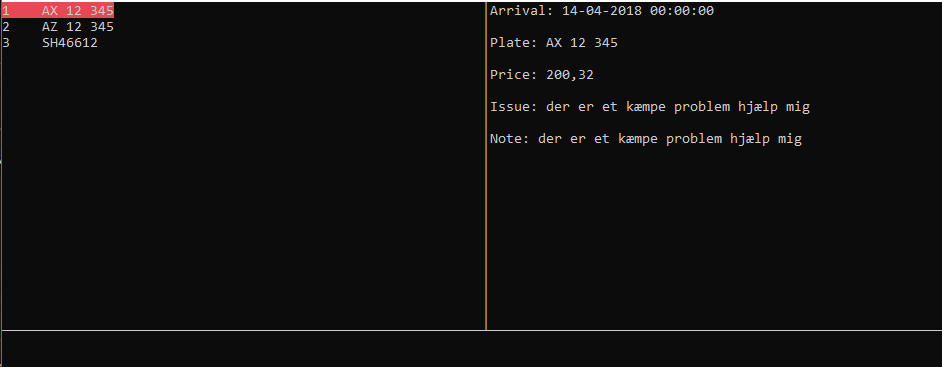 1 AX 12 345
2 AZ 12 345
3 SH46612
Arrival: 14-04-2018 00:00:00
Plate: AX 12 345
Price: 200,32
Issue: der er et kæmpe problem hjælp mig
Note: der er et kæmpe problem hjælp mig